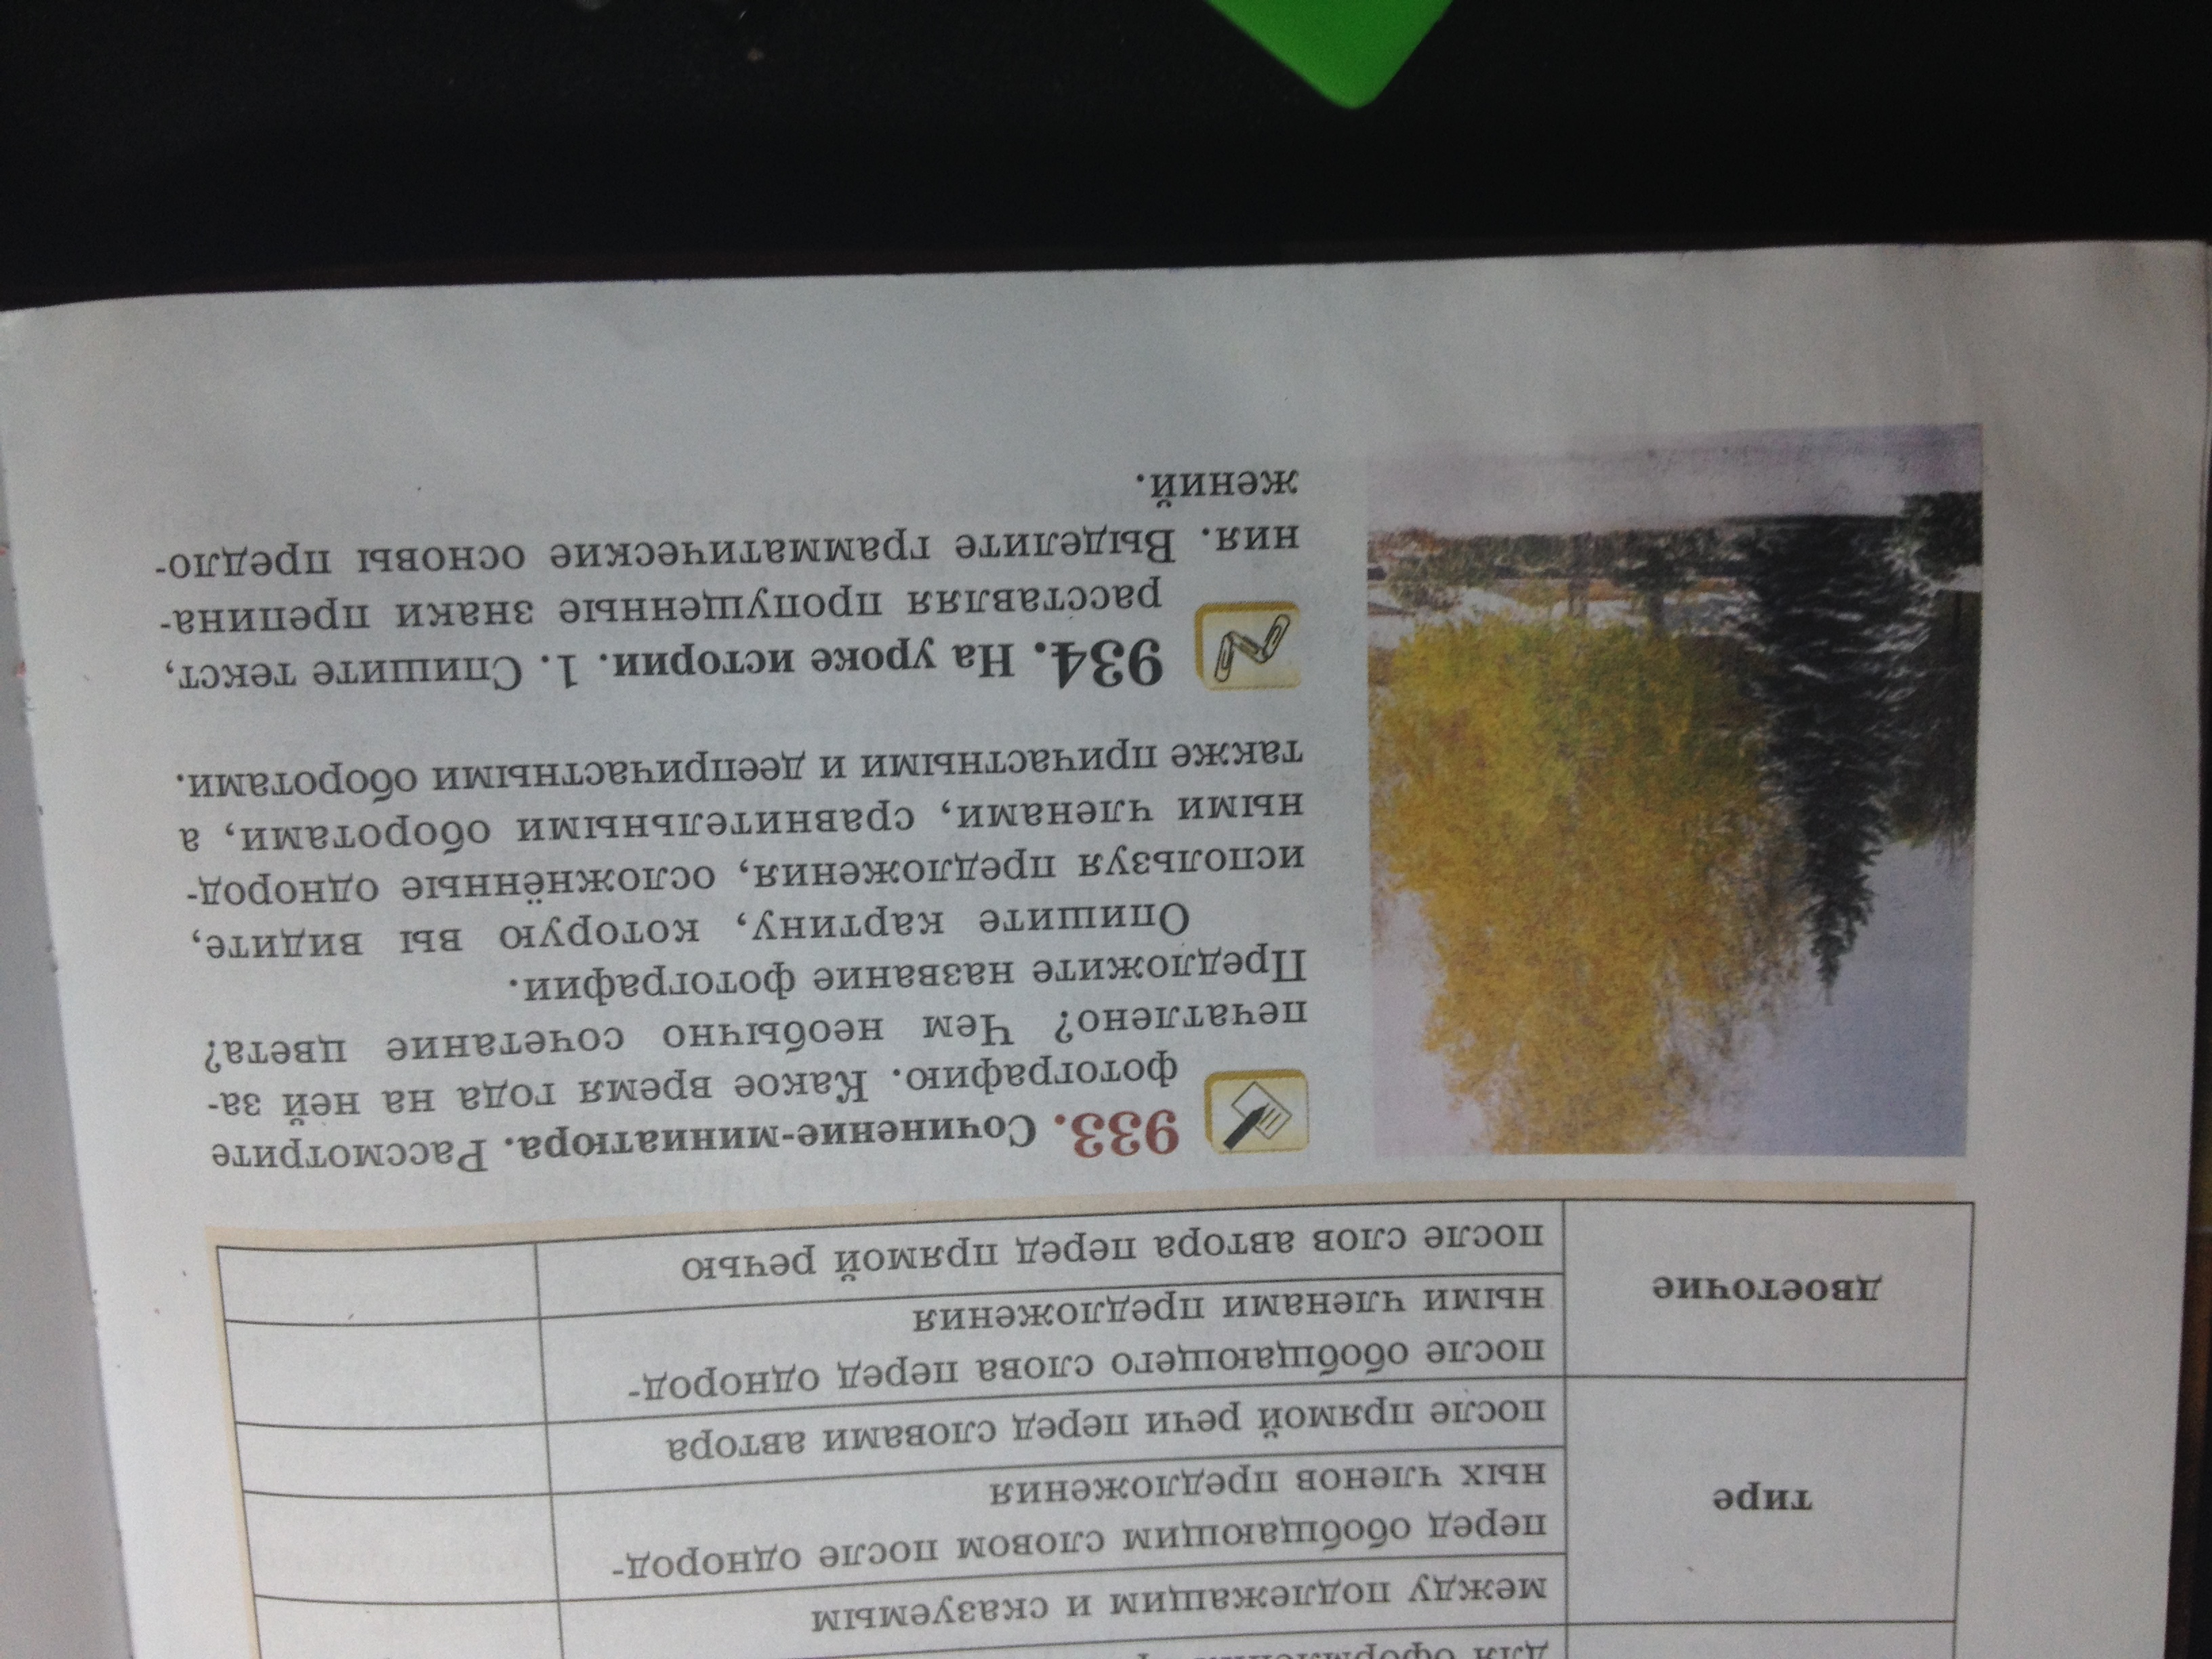 для оформления
тире
между подлежащим и сказуемым
перед обобщающим словом после однород-
ных членов предложения
после прямой речи перед словами автора
двоеточие
после обобщающего слова перед однород-
ными членами предложения
после слов автора перед прямой речью
933. Сочинение-миниатюра. Рассмотрите
фотографию. Какое время года на ней за-
печатлено? Чем необычно сочетание цвета?
Предложите название фотографии.
Опишите картину, которую вы видите,
используя предложения, осложнённые однород-
ными членами, сравнительными оборотами, а
также причастными и деепричастными оборотами.
934. На уроке истории. 1. Спишите текст,
расставляя пропущенные знаки препина-
ния. Выделите грамматические основы предло-
жений.